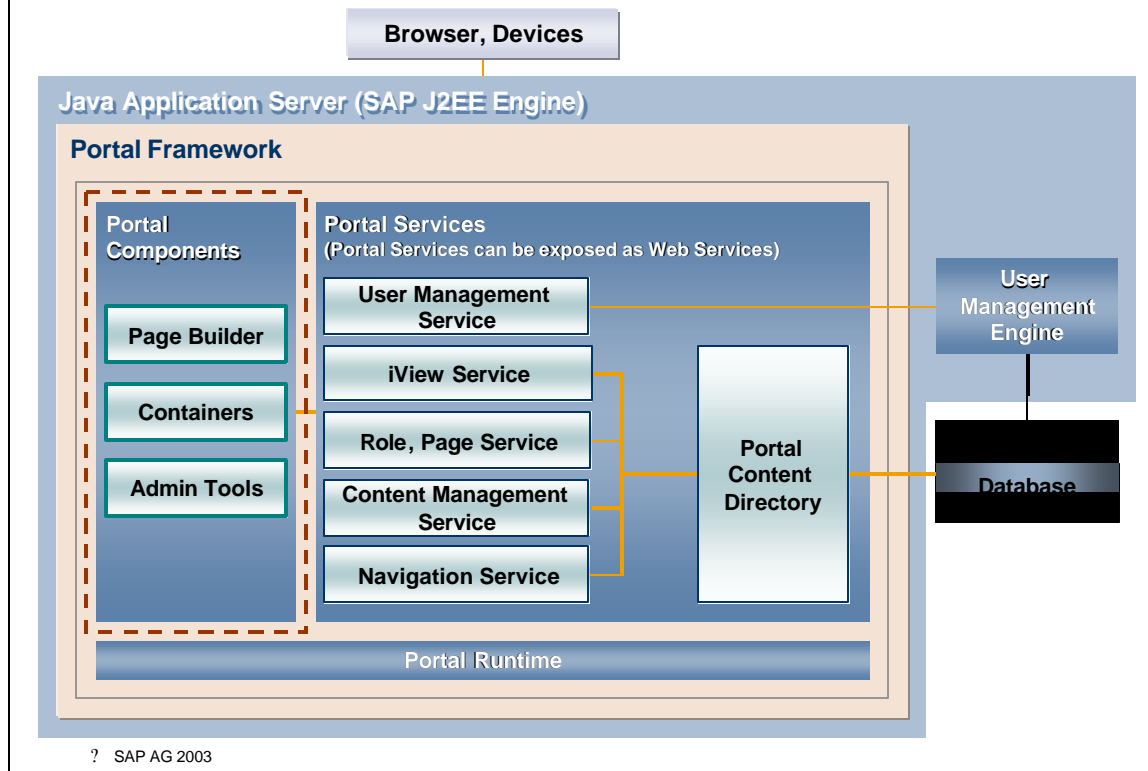 Browser, Devices
Java Application Server (SAP J2EE Engine)
Portal Framework
Portal
Components
Page Builder
Containers
Admin Tools
Portal Services
(Portal Services can be exposed as Web Services)
User Management
Service
iView Service
Role, Page Service
Content Management
Service
Navigation Service
Portal
Content
Directory
User
Management
Engine
Database
Portal Runtime
? SAP AG 2003